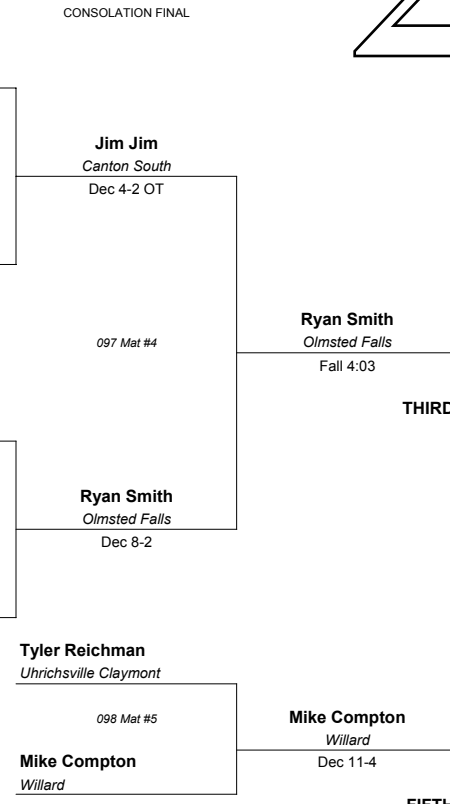 CONSOLATION FINAL
Jim Jim
Canton South
Dec 4-2 OT
097 Mat #4
Ryan Smith
Olmsted Falls
Fall 4:03
THIRD
Ryan Smith
Olmsted Falls
Dec 8-2
Tyler Reichman
Uhrichsville Claymont
098 Mat #5
Mike Compton
Willard
Dec 11-4
Mike Compton
Willard
FIFTH